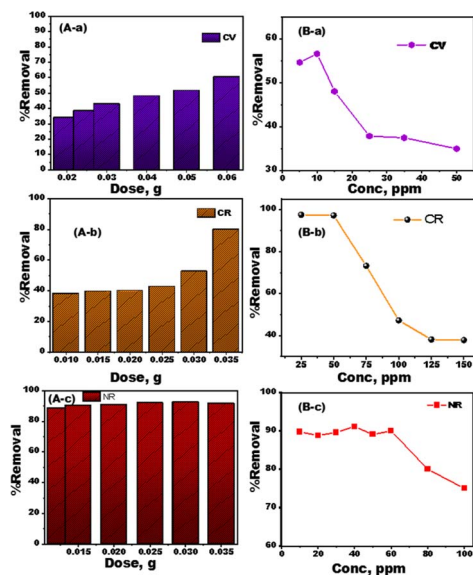 (A-a)
CV
%Removal
100
90
80
70
60
50
40
30
20
10
0
0.02 0.03 0.04 0.05 0.06
Dose, g
(B-a)
CV
%Removal
60
50
40
30
0 10 20 30 40 50
Conc, ppm
(A-b)
CR
%Removal
100
80
60
40
20
0
0.010 0.015 0.020 0.025 0.030 0.035
Dose, g
(B-b)
CR
%Removal
100
80
60
40
25 50 75 100 125 150
Conc, ppm
(A-c)
NR
%Removal
100
80
60
40
20
0
0.015 0.020 0.025 0.030 0.035
Dose, g
(B-c)
NR
%Removal
100
90
80
70
60
0 20 40 60 80 100
Conc, ppm